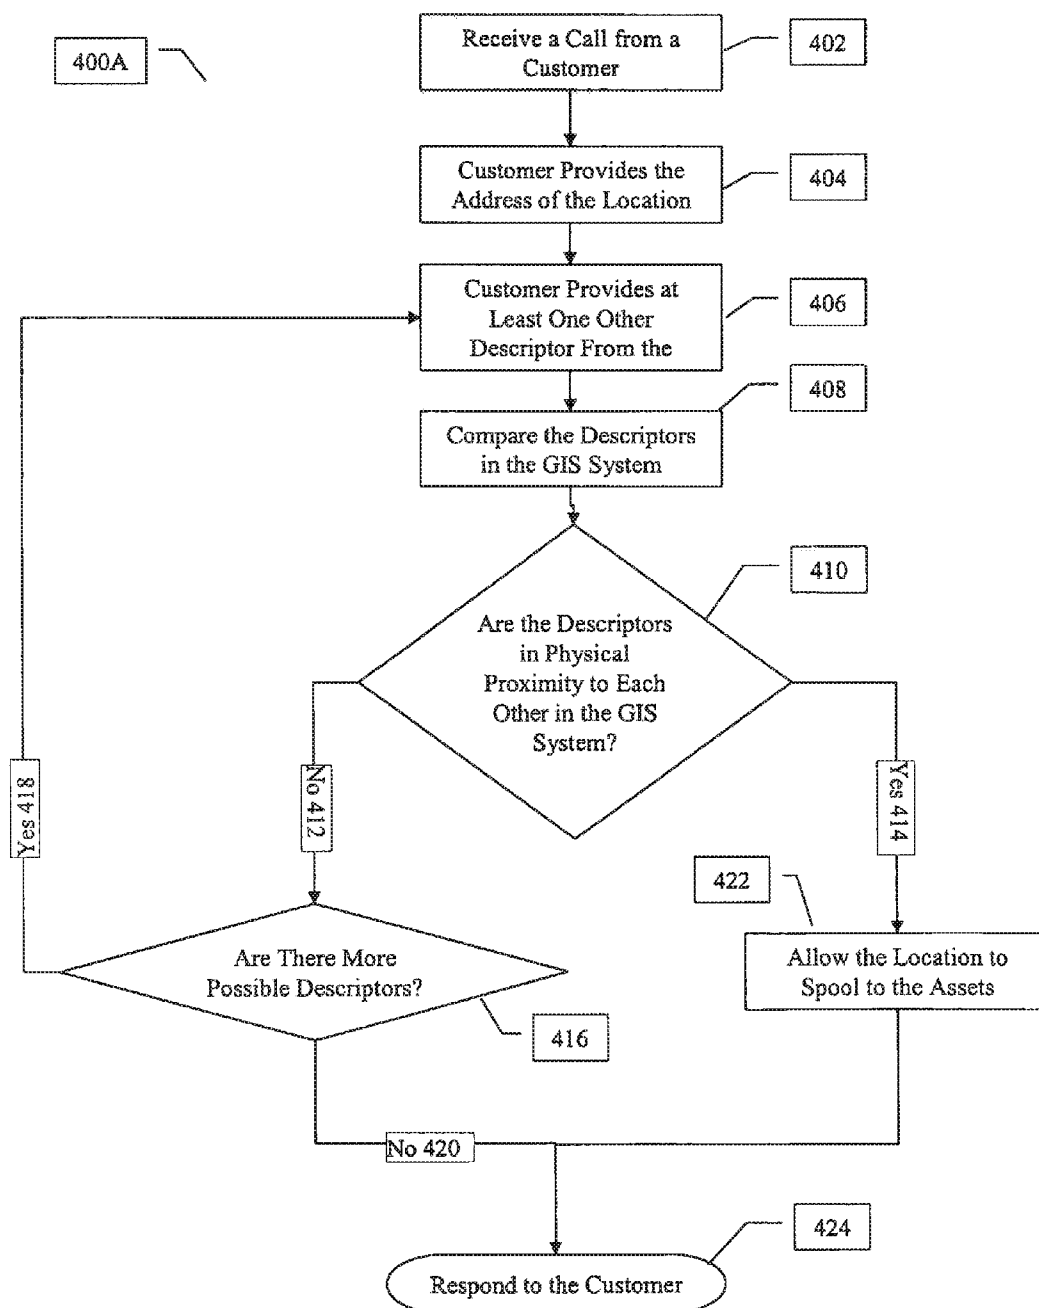 400A
Receive a Call from a
Customer
402
Customer Provides the
Address of the Location
404
Customer Provides at
Least One Other
Descriptor From the
406
Compare the Descriptors
in the GIS System
408
Are the Descriptors
in Physical
Proximity to Each
Other in the GIS
System?
410
No 412
Yes 414
Yes 418
Are There More
Possible Descriptors?
416
422
Allow the Location to
Spool to the Assets
No 420
Respond to the Customer
424